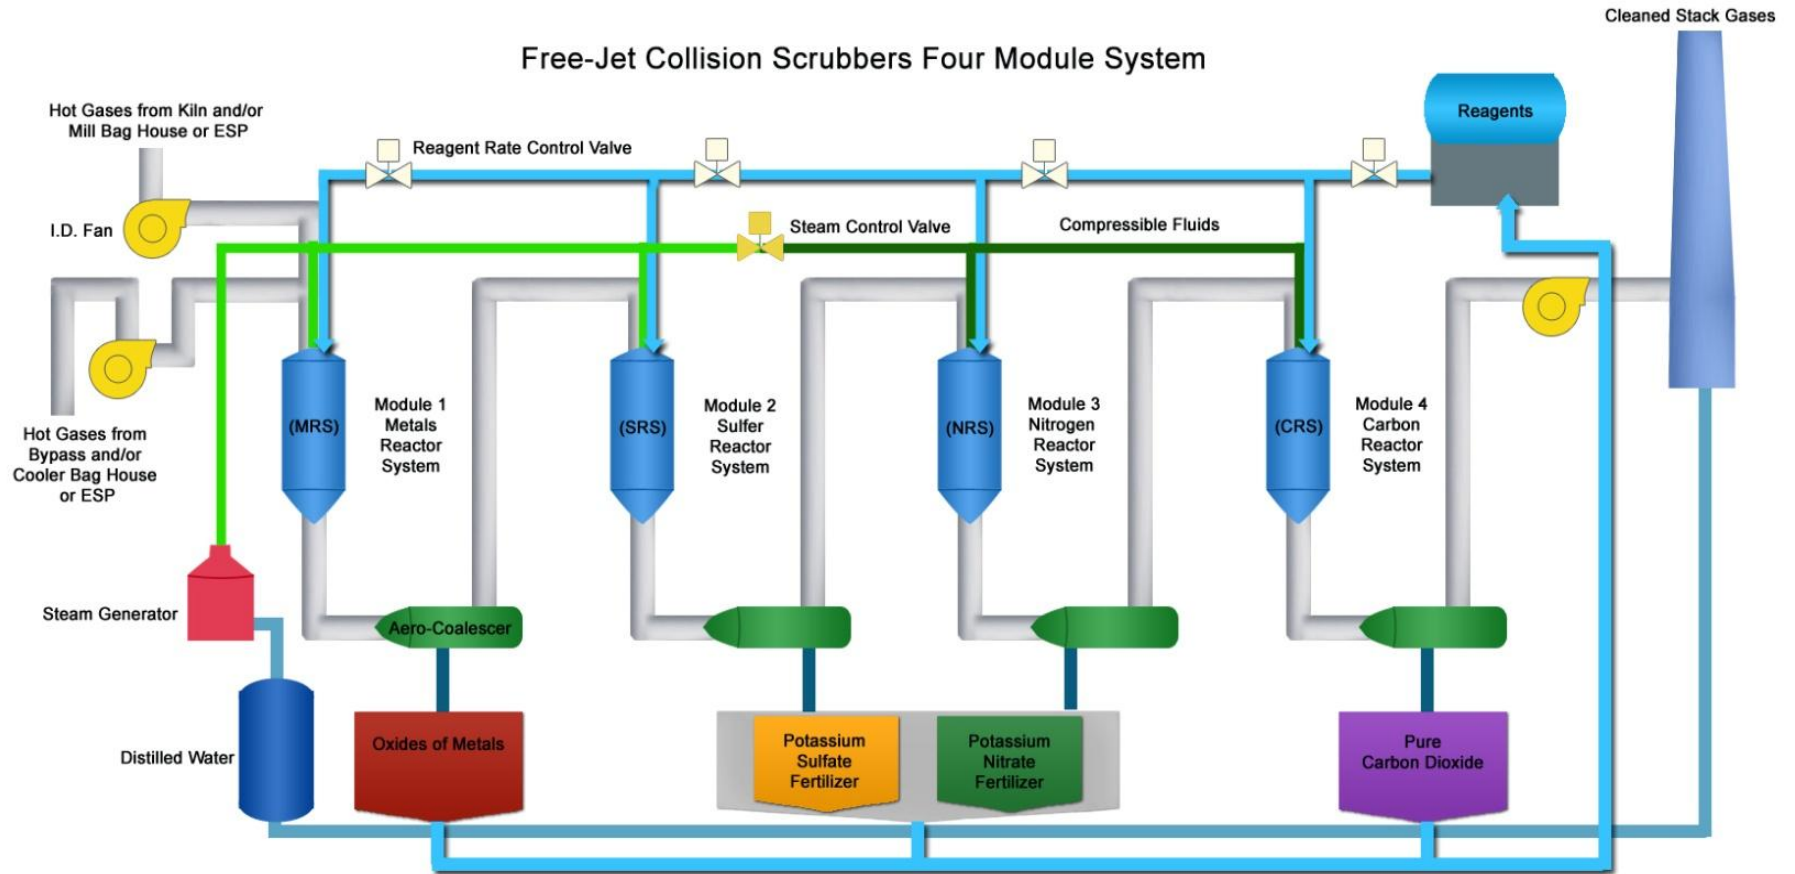 Cleaned Stack Gases
Free-Jet Collision Scrubbers Four Module System
Hot Gases from Kiln and/or
Mill Bag House or ESP
Reagents
Reagent Rate Control Valve
I.D. Fan
Steam Control Valve
Compressible Fluids
(MRS)
Module 1
Metals
Reactor
System
(SRS)
Module 2
Sulfer
Reactor
System
(NRS)
Module 3
Nitrogen
Reactor
System
(CRS)
Module 4
Carbon
Reactor
System
Hot Gases from
Bypass and/or
Cooler Bag House
or ESP
Steam Generator
Aero-Coalescer
Distilled Water
Oxides of Metals
Potassium
Sulfate
Fertilizer
Potassium
Nitrate
Fertilizer
Pure
Carbon Dioxide